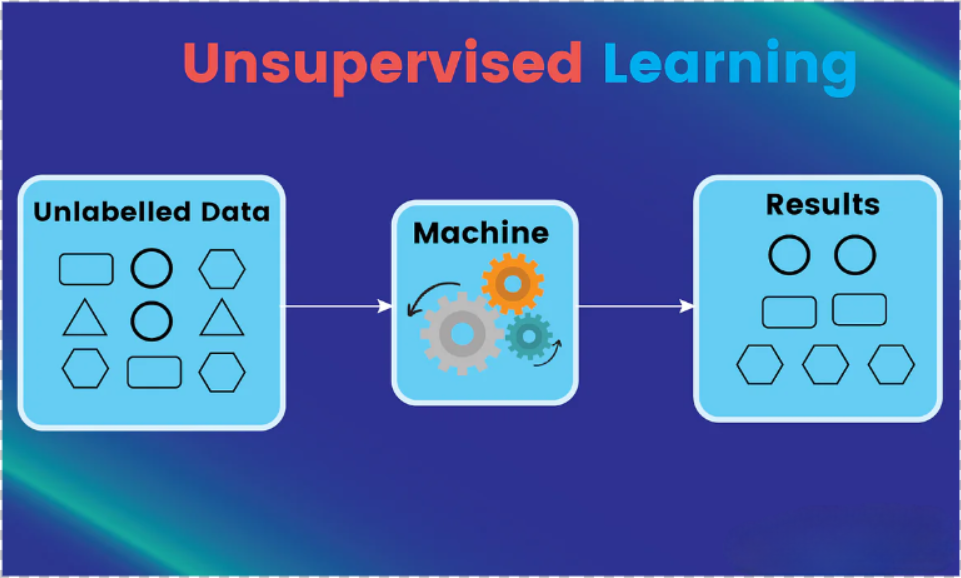 Unsupervised Learning
Unlabelled Data
Machine
Results